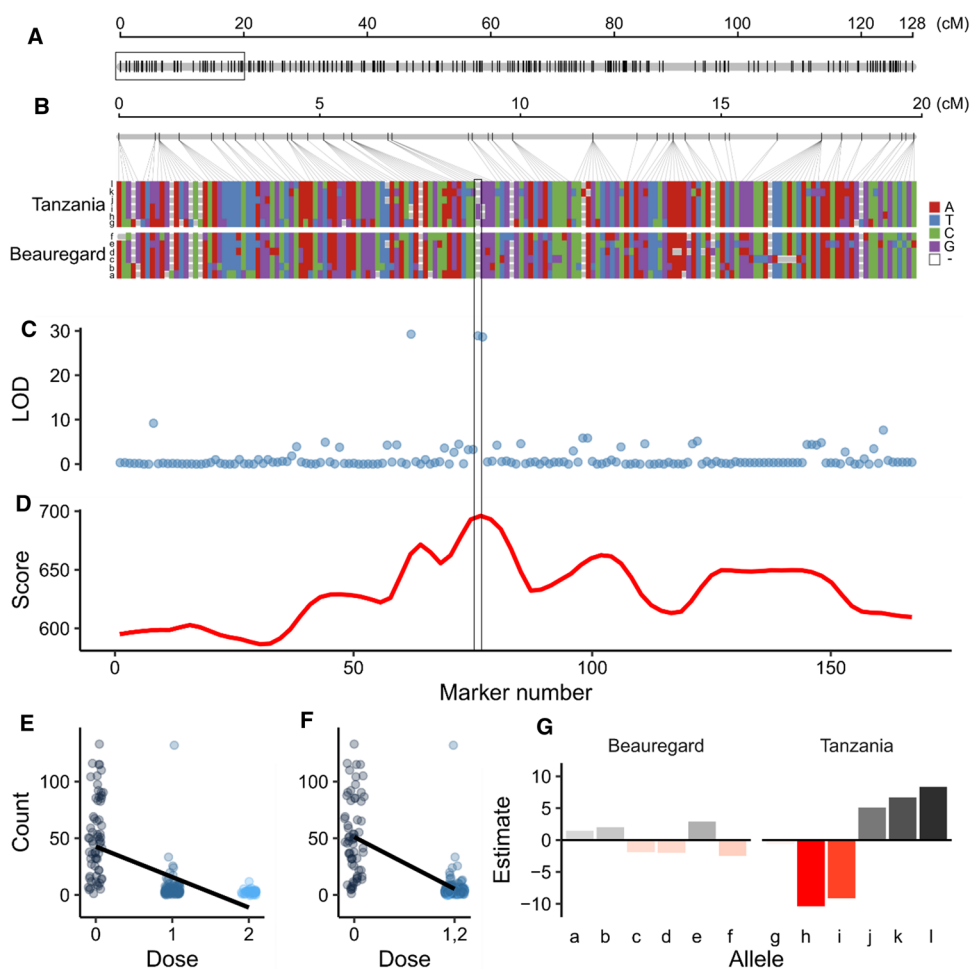 A
0 20 40 60 80 100 120 128 (cM)
B
0 5 10 15 20 (cM)
Tanzania
l
k
j
i
h
g
Beauregard
f
e
d
c
b
a
A
T
C
G
-
C
LOD
30
20
10
0
D
Score
700
650
600
0 50 100 150
Marker number
E
Count
100
50
0
0 1 2
Dose
F
100
50
0
0 1,2
Dose
G
Beauregard Tanzania
Estimate
10
5
0
−5
−10
a b c d e f g h i j k l
Allele